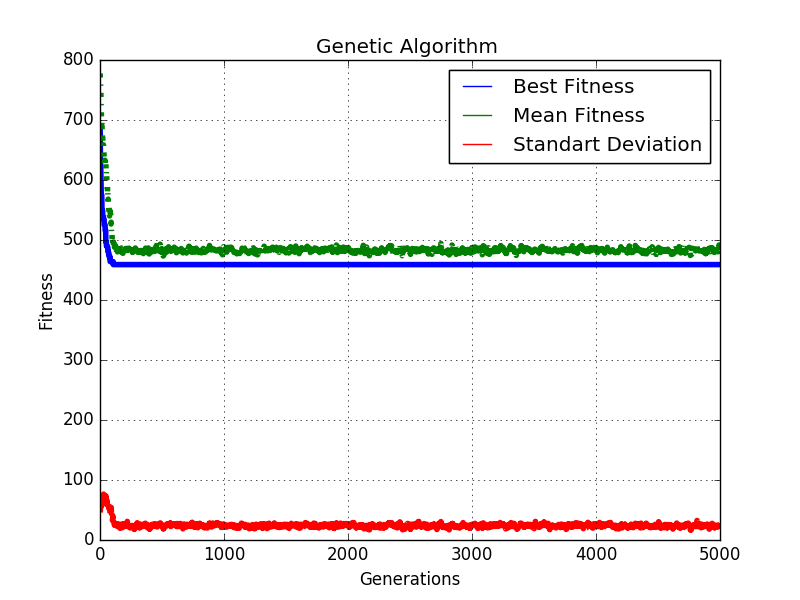 Genetic Algorithm
Best Fitness
Mean Fitness
Standart Deviation
800
700
600
500
400
300
200
100
0
Fitness
0 1000 2000 3000 4000 5000
Generations